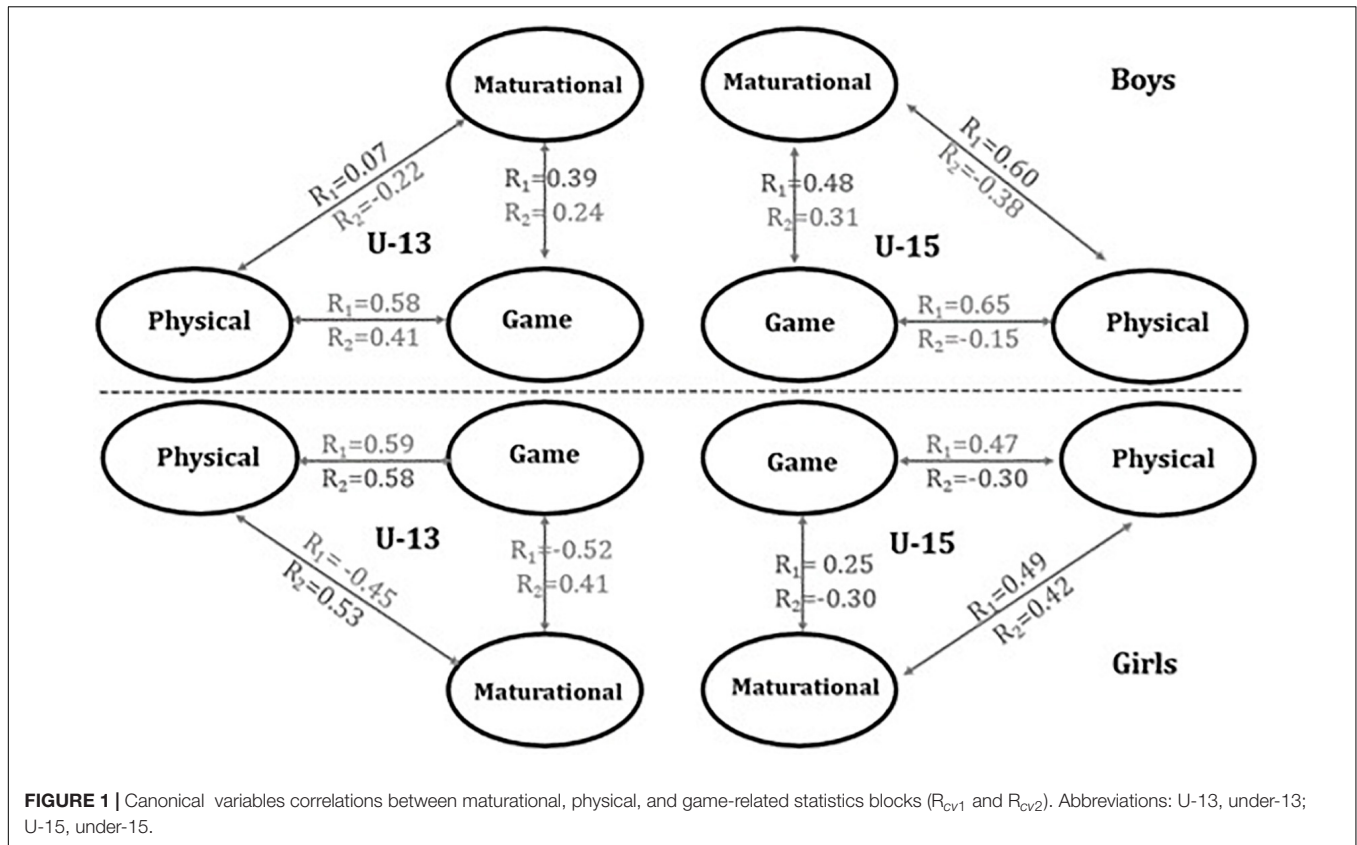 Maturational
Maturational
Boys
R1=0.07
R2=-0.22
R1=0.39
R2= 0.24
R1=0.48
R2=0.31
R1=0.60
R2=-0.38
U-13
U-15
Physical
R1=0.58
R2=0.41
Game
Game
R1=0.65
R2=-0.15
Physical
Physical
R1=0.59
R2=0.58
Game
Game
R1=0.47
R2=-0.30
Physical
U-13
U-15
R1= -0.45
R2=0.53
R1=-0.52
R2=0.41
R1= 0.25
R2=-0.30
R1=0.49
R2=0.42
Maturational
Maturational
Girls
FIGURE 1 | Canonical variables correlations between maturational, physical, and game-related statistics blocks (Rcv1 and Rcv2). Abbreviations: U-13, under-13;
U-15, under-15.